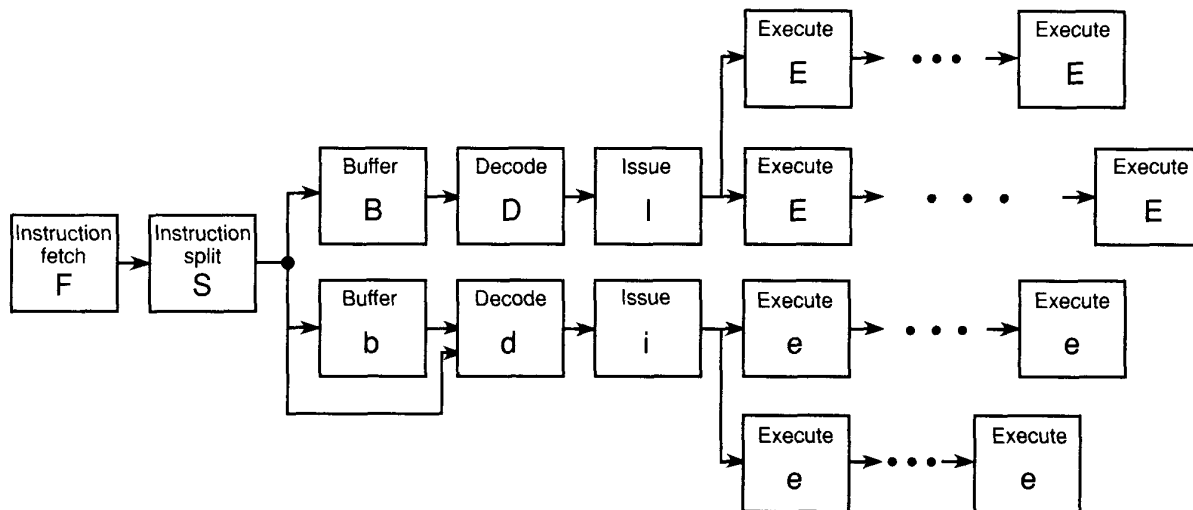 Execute
E
Execute
E
Buffer
B
Decode
D
Issue
I
Execute
E
Execute
E
Instruction
fetch
F
Instruction
split
S
Buffer
b
Decode
d
Issue
i
Execute
e
Execute
e
Execute
e
Execute
e